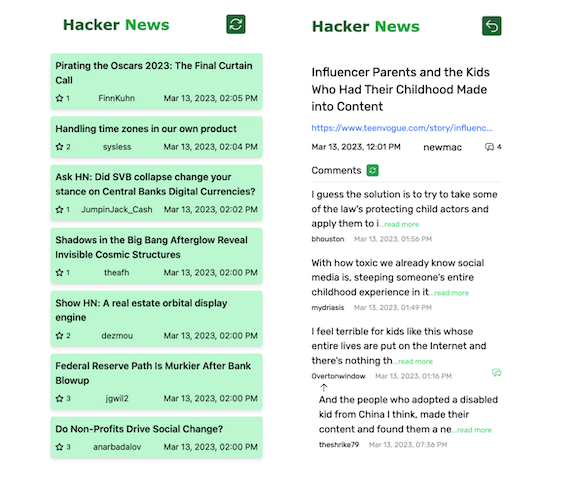 Hacker News
Pirating the Oscars 2023: The Final Curtain
Call
1 FinnKuhn Mar 13, 2023, 02:05 PM
Handling time zones in our own product
2 sysless Mar 13, 2023, 02:04 PM
Ask HN: Did SVB collapse change your
stance on Central Banks Digital Currencies?
1 JumpinJack_Cash Mar 13, 2023, 02:02 PM
Shadows in the Big Bang Afterglow Reveal
Invisible Cosmic Structures
1 theafh Mar 13, 2023, 02:00 PM
Show HN: A real estate orbital display
engine
2 dezmou Mar 13, 2023, 02:00 PM
Federal Reserve Path Is Murkier After Bank
Blowup
3 jgwil2 Mar 13, 2023, 02:00 PM
Do Non-Profits Drive Social Change?
3 anarbadalov Mar 13, 2023, 02:00 PM
Hacker News
Influencer Parents and the Kids
Who Had Their Childhood Made
into Content
https://www.teenvogue.com/story/influenc...
Mar 13, 2023, 12:01 PM newmac 4
Comments
I guess the solution is to try to take some
of the law's protecting child actors and
apply them to i...read more
bhouston Mar 13, 2023, 01:56 PM
With how toxic we already know social
media is, steeping someone's entire
childhood experience in it...read more
mydriasis Mar 13, 2023, 01:49 PM
I feel terrible for kids like this whose
entire lives are put on the Internet and
there's nothing th...read more
Overtonwindow Mar 13, 2023, 01:16 PM
And the people who adopted a disabled
kid from China I think, made their
content and found them a ne...read more
theshrike79 Mar 13, 2023, 07:36 PM